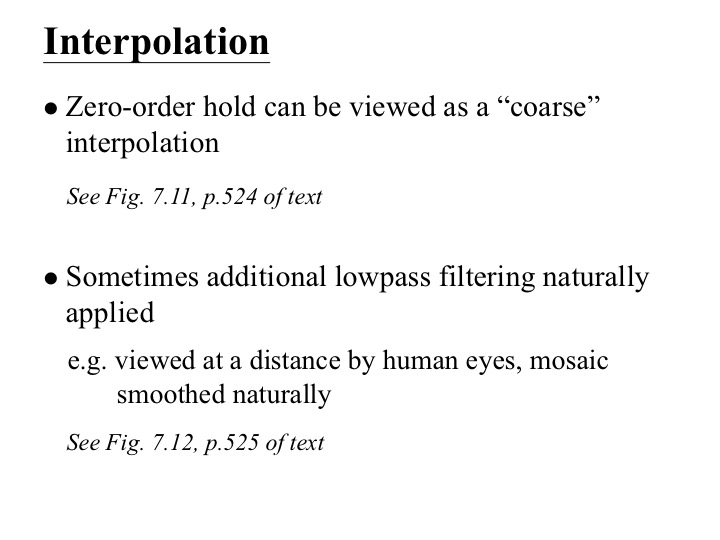 Interpolation
● Zero-order hold can be viewed as a “coarse”
interpolation
See Fig. 7.11, p.524 of text
● Sometimes additional lowpass filtering naturally
applied
e.g. viewed at a distance by human eyes, mosaic
smoothed naturally
See Fig. 7.12, p.525 of text